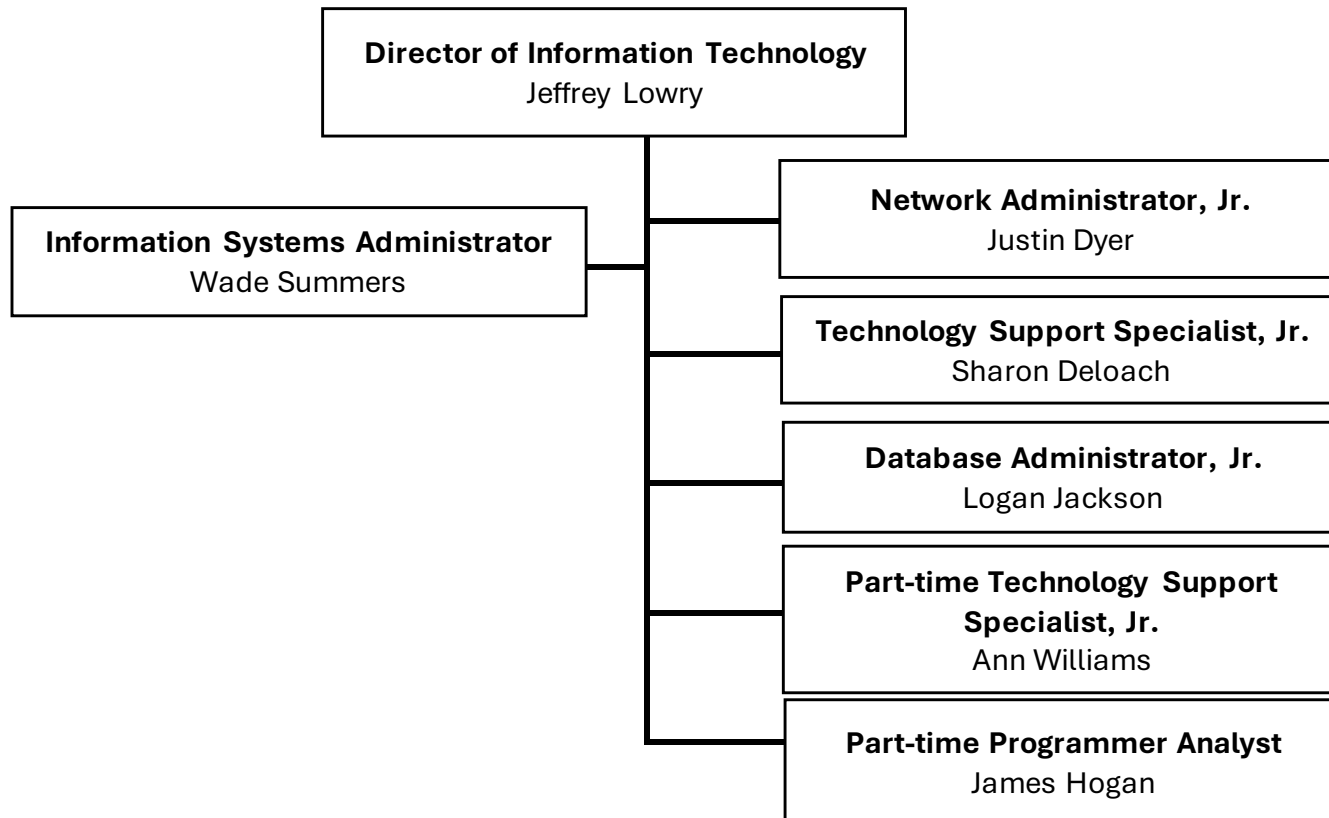 Director of Information Technology
Jeffrey Lowry
Network Administrator, Jr.
Justin Dyer
Information Systems Administrator
Wade Summers
Technology Support Specialist, Jr.
Sharon Deloach
Database Administrator, Jr.
Logan Jackson
Part-time Technology Support
Specialist, Jr.
Ann Williams
Part-time Programmer Analyst
James Hogan